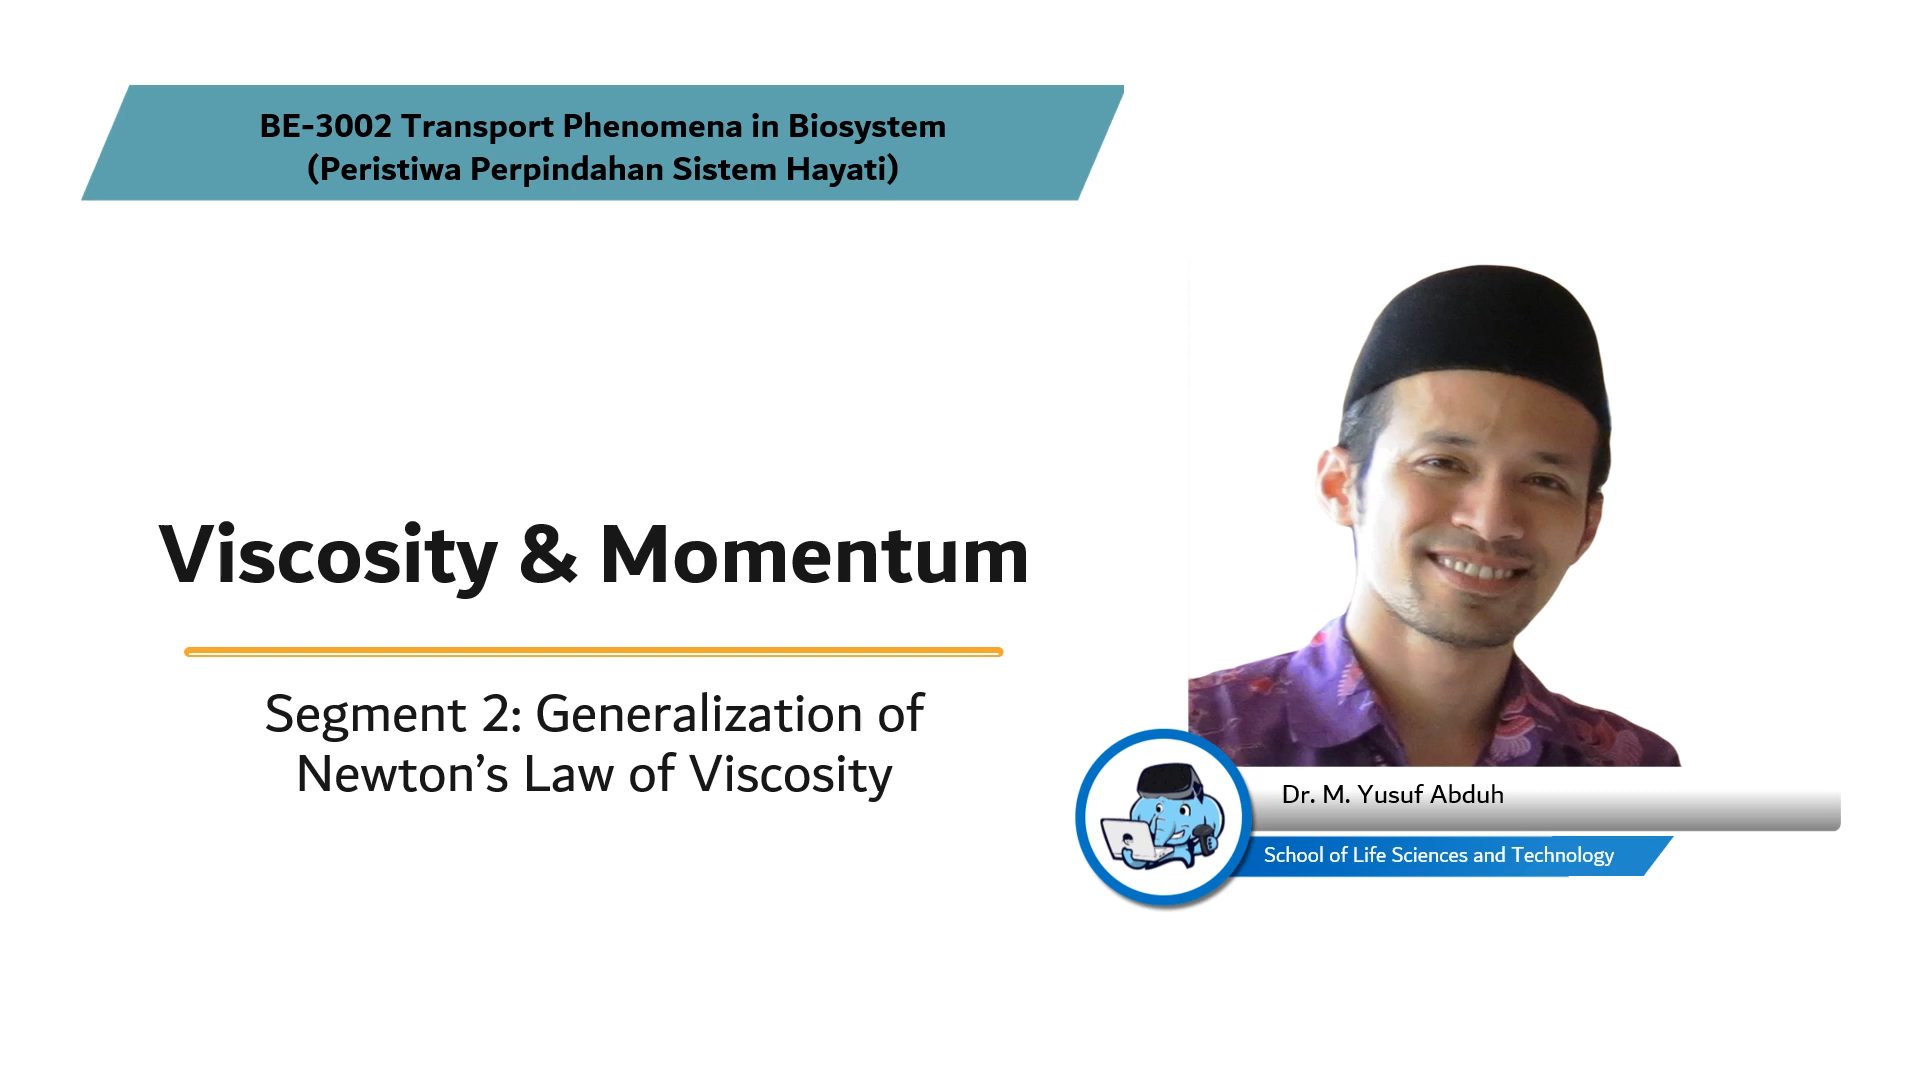 BE-3002 Transport Phenomena in Biosystem
(Peristiwa Perpindahan Sistem Hayati)
Viscosity & Momentum
Segment 2: Generalization of
Newton’s Law of Viscosity
Dr. M. Yusuf Abduh
School of Life Sciences and Technology